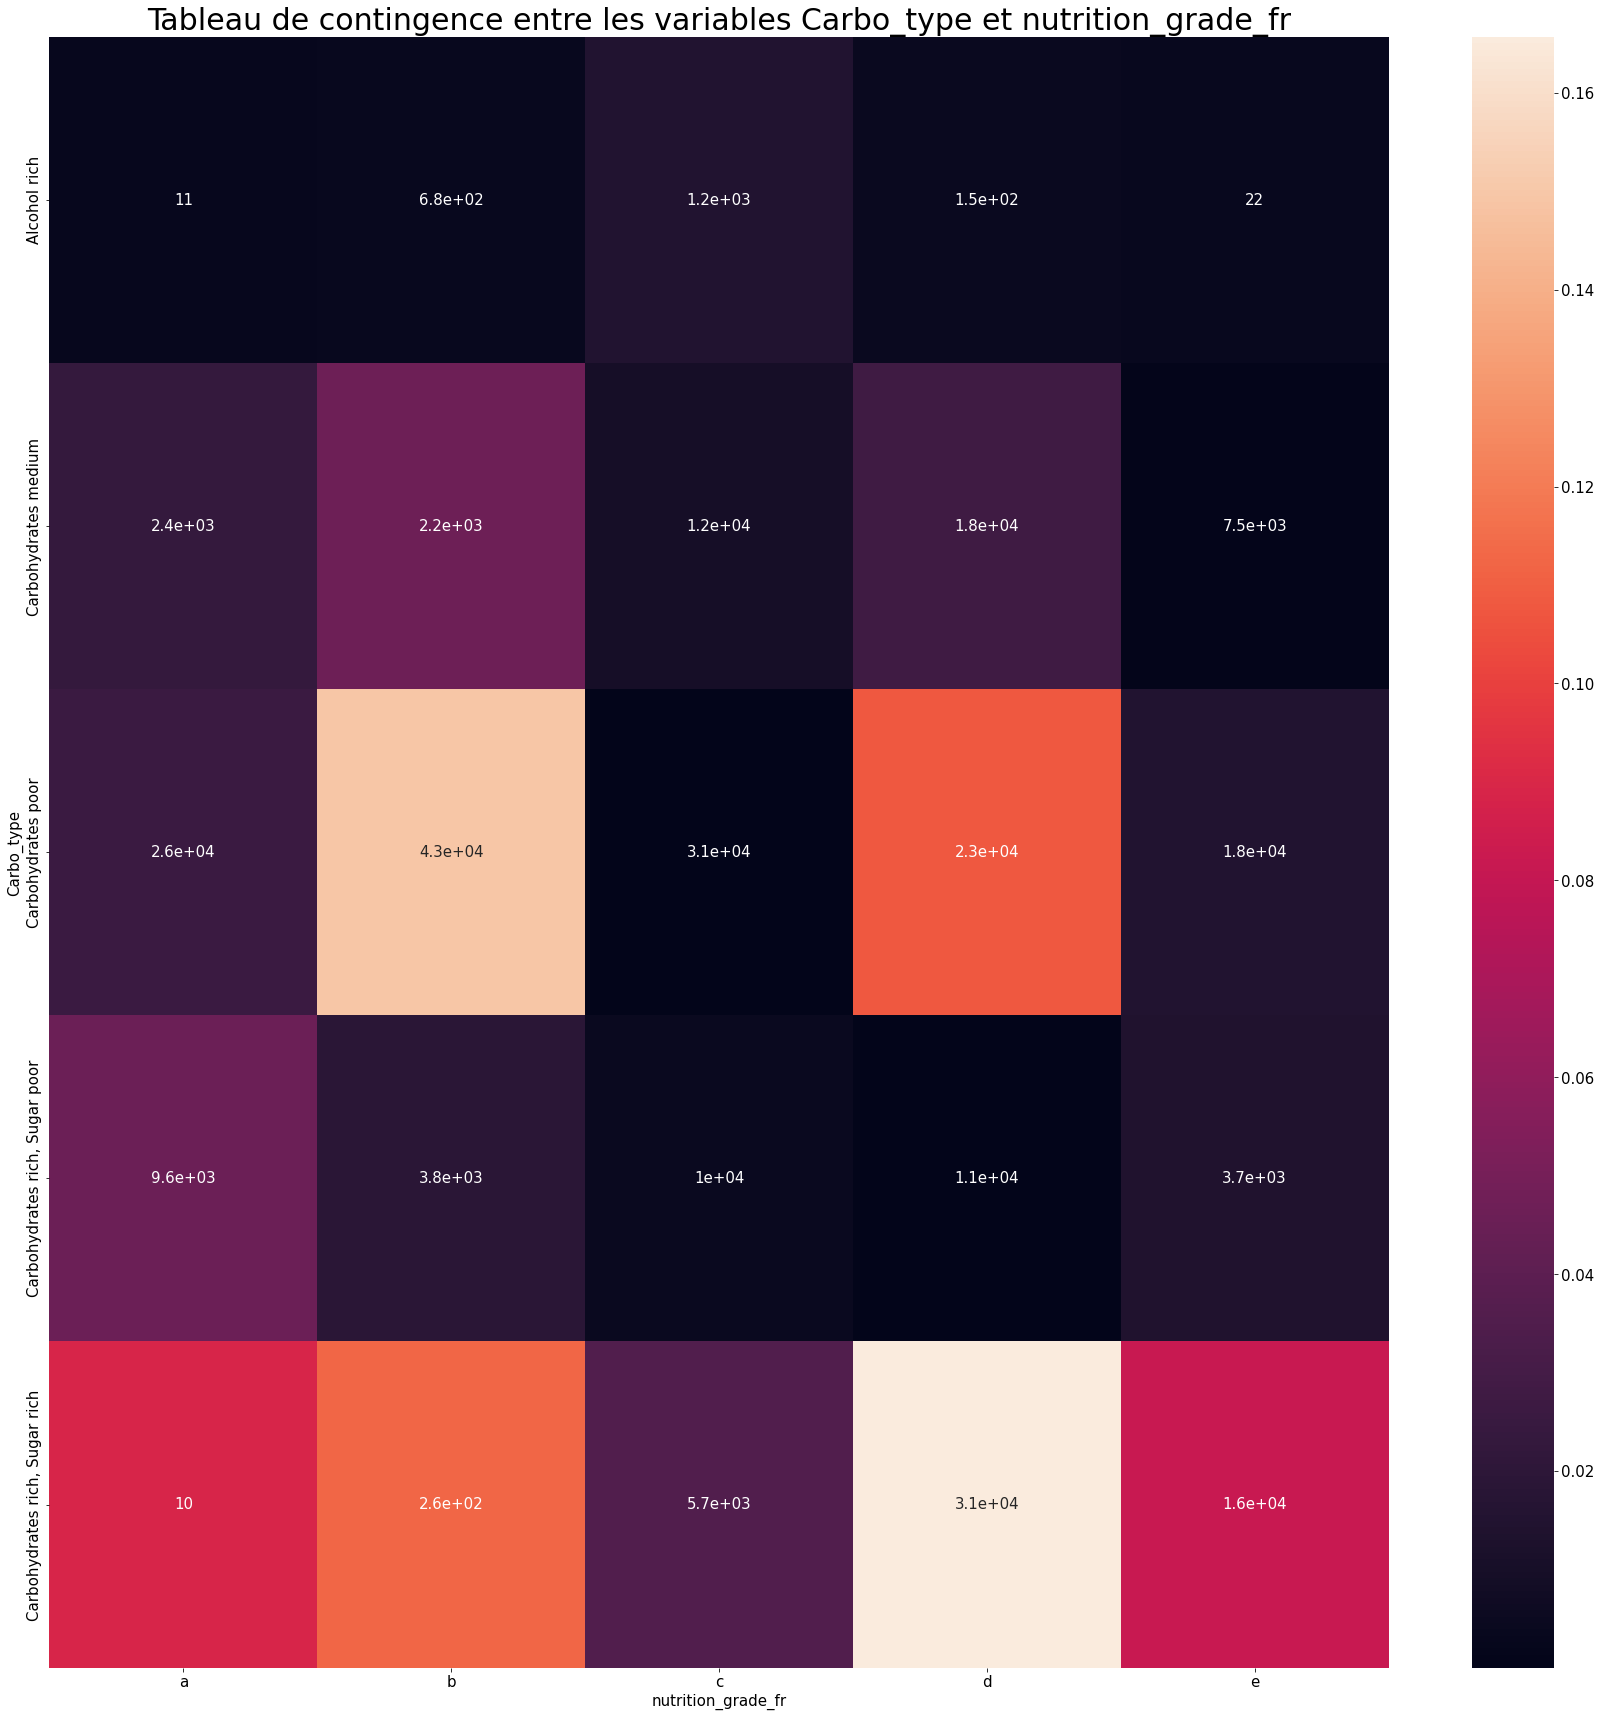 Tableau de contingence entre les variables Carbo_type et nutrition_grade_fr
Alcohol rich
11 6.8e+02 1.2e+03 1.5e+02 22
Carbohydrates medium
2.4e+03 2.2e+03 1.2e+04 1.8e+04 7.5e+03
Carbo_type
Carbohydrates poor
2.6e+04 4.3e+04 3.1e+04 2.3e+04 1.8e+04
Carbohydrates rich, Sugar poor
9.6e+03 3.8e+03 1e+04 1.1e+04 3.7e+03
Carbohydrates rich, Sugar rich
10 2.6e+02 5.7e+03 3.1e+04 1.6e+04
a b c d e
nutrition_grade_fr
0.16
0.14
0.12
0.10
0.08
0.06
0.04
0.02